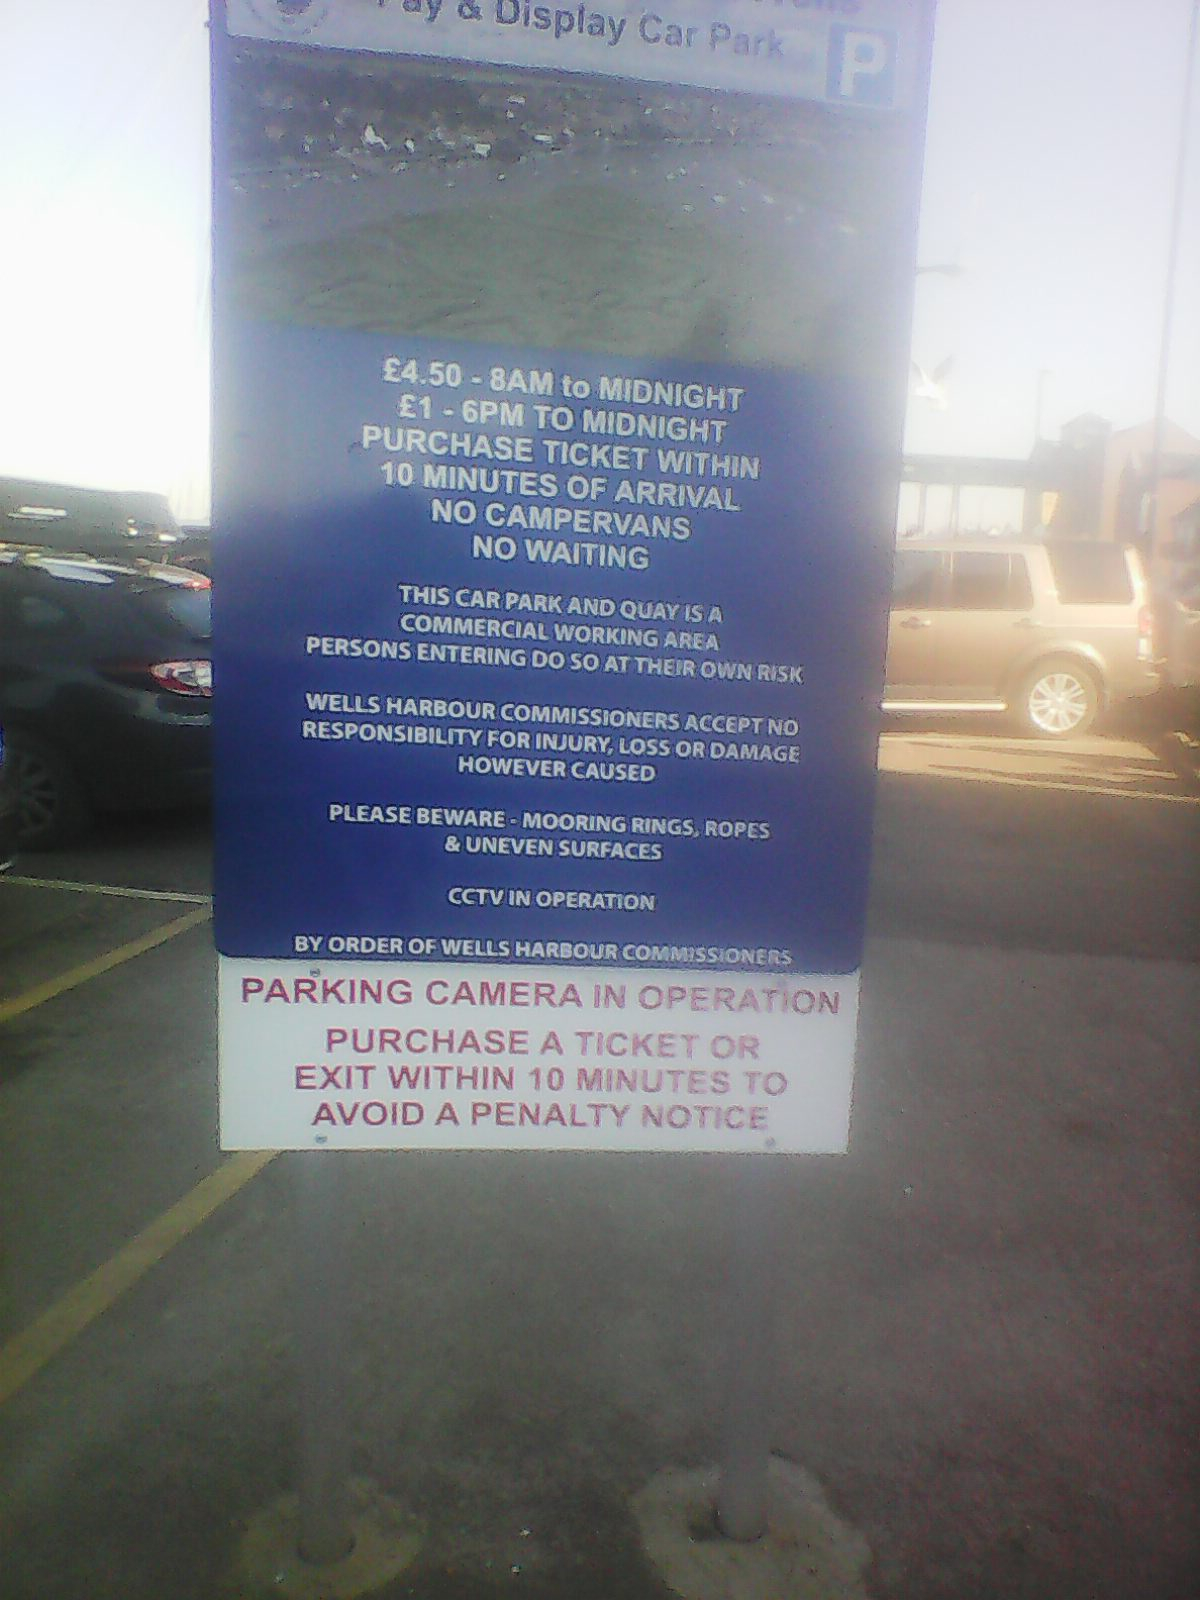 Pay & Display Car Park
P
£4.50 - 8AM to MIDNIGHT
£1 - 6PM TO MIDNIGHT
PURCHASE TICKET WITHIN
10 MINUTES OF ARRIVAL
NO CAMPERVANS
NO WAITING
THIS CAR PARK AND QUAY IS A
COMMERCIAL WORKING AREA
PERSONS ENTERING DO SO AT THEIR OWN RISK
WELLS HARBOUR COMMISSIONERS ACCEPT NO
RESPONSIBILITY FOR INJURY, LOSS OR DAMAGE
HOWEVER CAUSED
PLEASE BEWARE - MOORING RINGS, ROPES
& UNEVEN SURFACES
CCTV IN OPERATION
BY ORDER OF WELLS HARBOUR COMMISSIONERS
PARKING CAMERA IN OPERATION
PURCHASE A TICKET OR
EXIT WITHIN 10 MINUTES TO
AVOID A PENALTY NOTICE